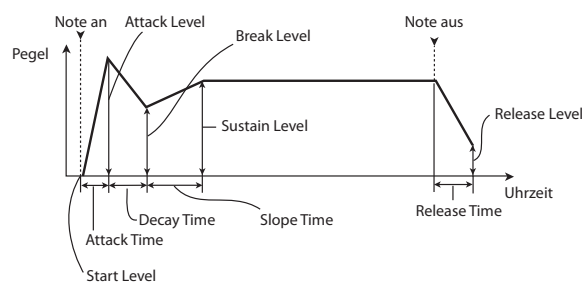 Note an
Attack Level
Note aus
Break Level
Pegel
Release Level
Sustain Level
Uhrzeit
Decay Time
Slope Time
Release Time
Attack Time
Start Level